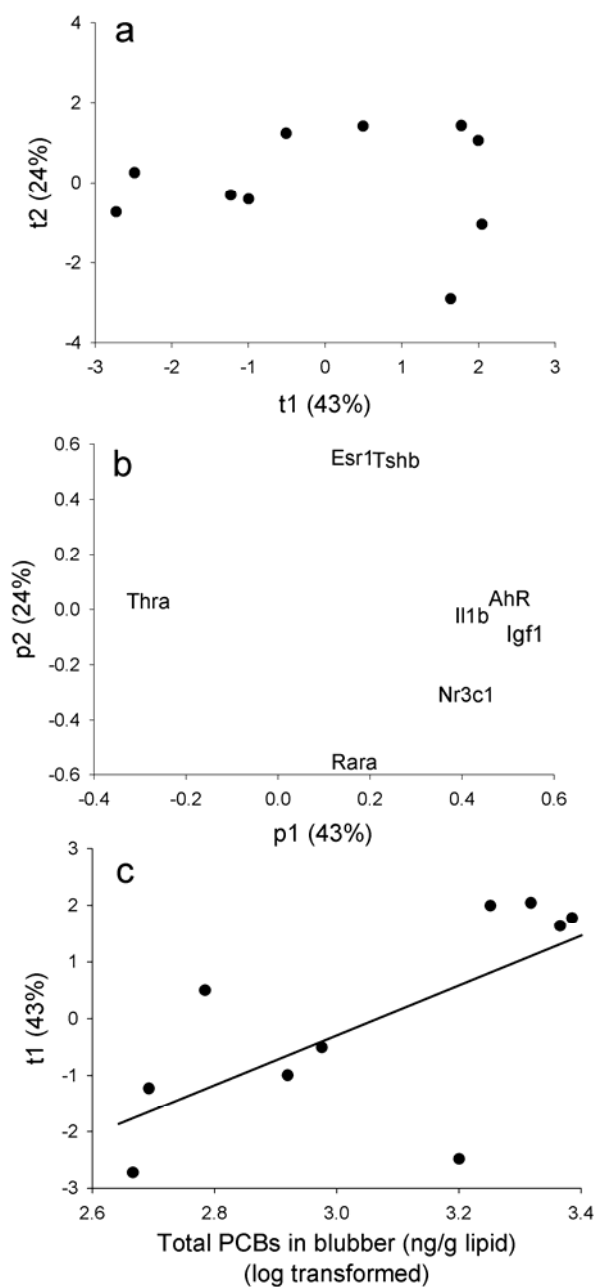 a
4
2
0
-2
-4
t2 (24%)
-3 -2 -1 0 1 2 3
t1 (43%)
b
0.6
0.4
0.2
0.0
-0.2
-0.4
-0.6
p2 (24%)
Esr1 Tshb
Thra
AhR
Il1b
Igf1
Nr3c1
Rara
-0.4 -0.2 0.0 0.2 0.4 0.6
p1 (43%)
c
3
2
1
0
-1
-2
-3
t1 (43%)
2.6 2.8 3.0 3.2 3.4
Total PCBs in blubber (ng/g lipid)
(log transformed)